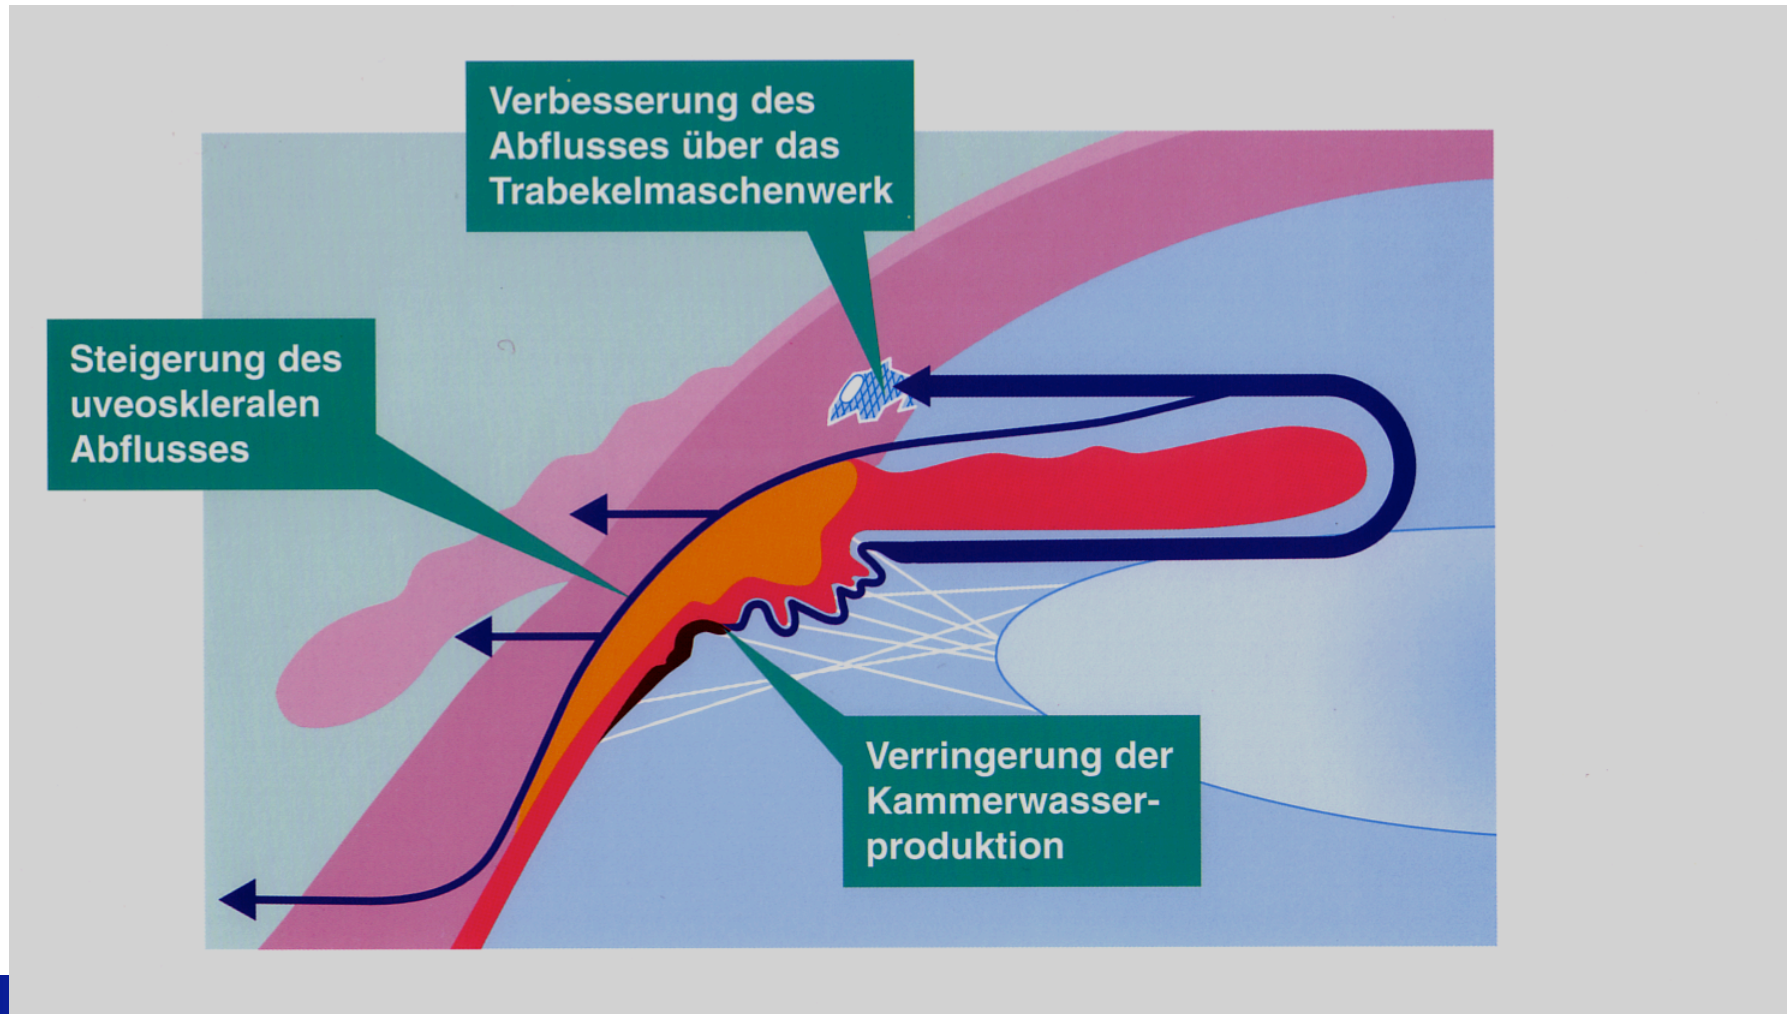 Verbesserung des
Abflusses über das
Trabekelmaschenwerk
Steigerung des
uveoskleralen
Abflusses
Verringerung der
Kammerwasser-
produktion